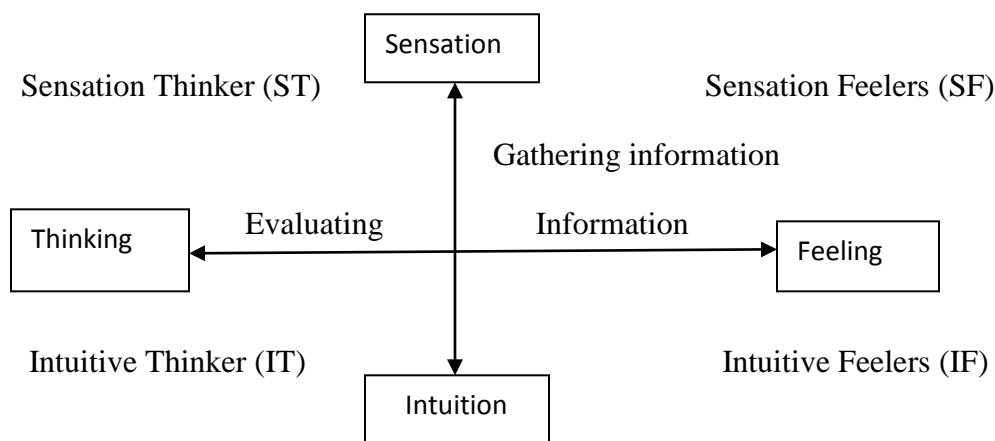 Sensation
Sensation Thinker (ST)
Sensation Feelers (SF)
Gathering information
Thinking
Evaluating
Information
Feeling
Intuitive Thinker (IT)
Intuitive Feelers (IF)
Intuition